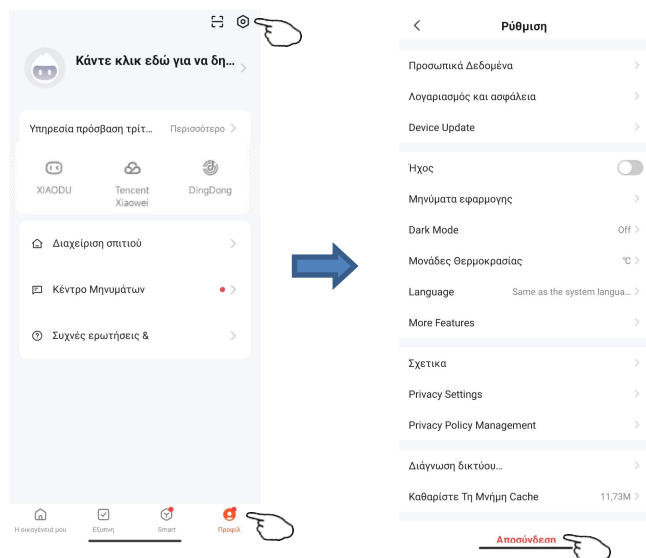 Κάντε κλικ εδώ για να δη...
Υπηρεσία πρόσβαση τρίτ... Περισσότερο
XIAODU
Tencent Xiaowei
DingDong
Διαχείριση σπιτιού
Κέντρο Μηνυμάτων
Συχνές ερωτήσεις &
Η οικογένειά μου
Εξυπνη
Smart
Προφίλ
Ρύθμιση
Προσωπικά Δεδομένα
Λογαριασμός και ασφάλεια
Device Update
Ήχος
Μηνύματα εφαρμογης
Dark Mode Off
Μονάδες Θερμοκρασίας °C
Language Same as the system langua...
More Features
Σχετικα
Privacy Settings
Privacy Policy Management
Διάγνωση δικτύου...
Καθαρίστε Τη Μνήμη Cache 11,73M
Αποσύνδεση